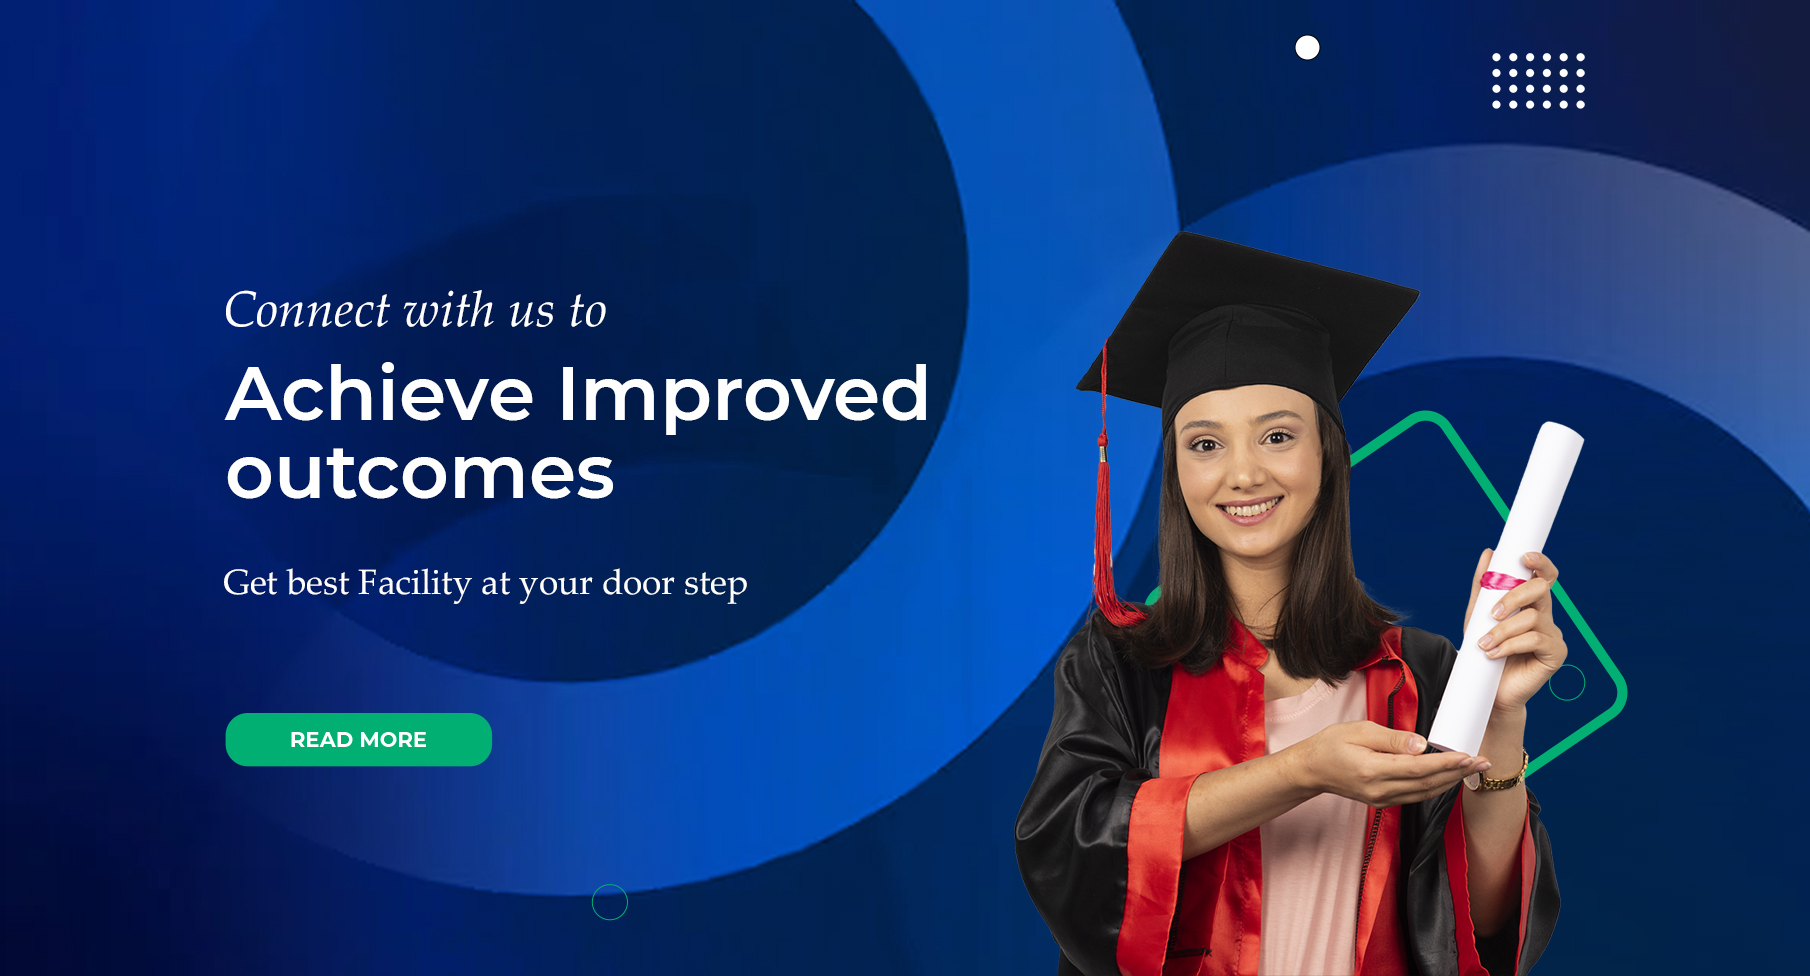 Connect with us to
Achieve Improved
outcomes
Get best Facility at your door step
READ MORE